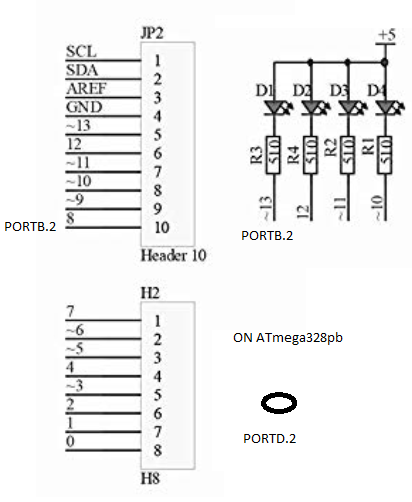 JP2
SCL 1
SDA 2
AREF 3
GND 4
~13 5
12 6
~11 7
~10 8
~9 9
PORTB.2 8 10
Header 10
+5
D1 D2 D3 D4
R3 510 R4 510 R2 510 R1 510
~13 12 ~11 ~10
PORTB.2
H2
7 1
~6 2
~5 3
4 4
~3 5
2 6
1 7
0 8
H8
ON ATmega328pb
PORTD.2